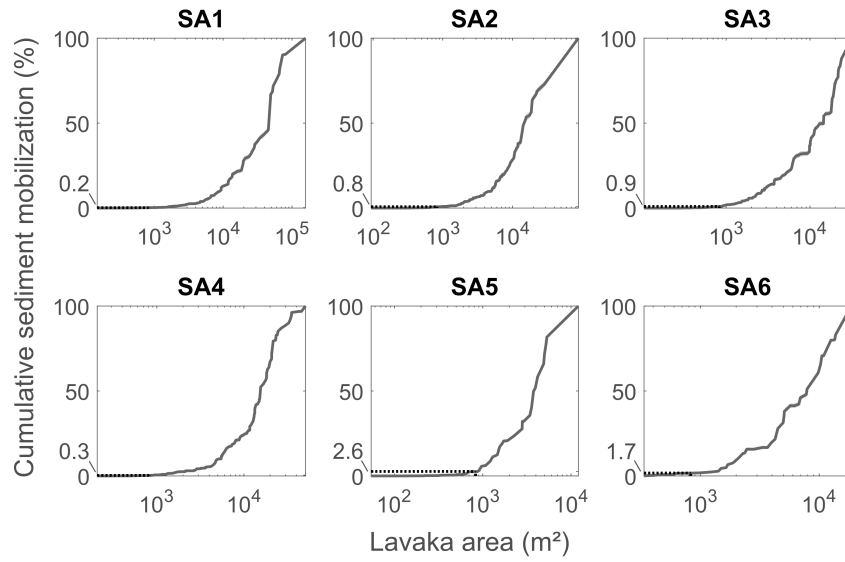 SA1 SA2 SA3
Cumulative sediment mobilization (%)
100 100 100
50 50 50
0.2 0.8 0.9
0 0 0
10³ 10⁴ 10⁵ 10² 10³ 10⁴ 10³ 10⁴
SA4 SA5 SA6
100 100 100
50 50 50
0.3 2.6 1.7
0 0 0
10³ 10⁴ 10² 10³ 10⁴ 10³ 10⁴
Lavaka area (m²)